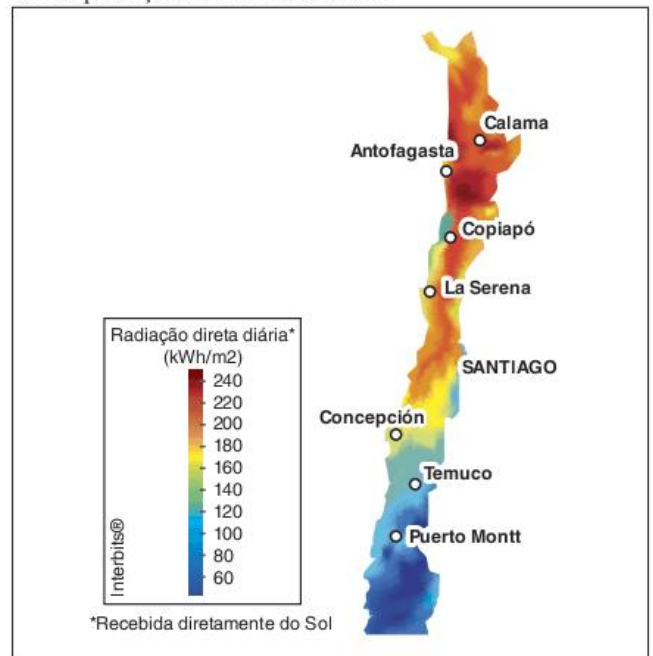 Calama
Antofagasta
Copiapó
La Serena
SANTIAGO
Concepción
Temuco
Puerto Montt
Radiação direta diária*
(kWh/m2)
240
220
200
180
160
140
100
80
60
Interbits®
*Recebida diretamente do Sol